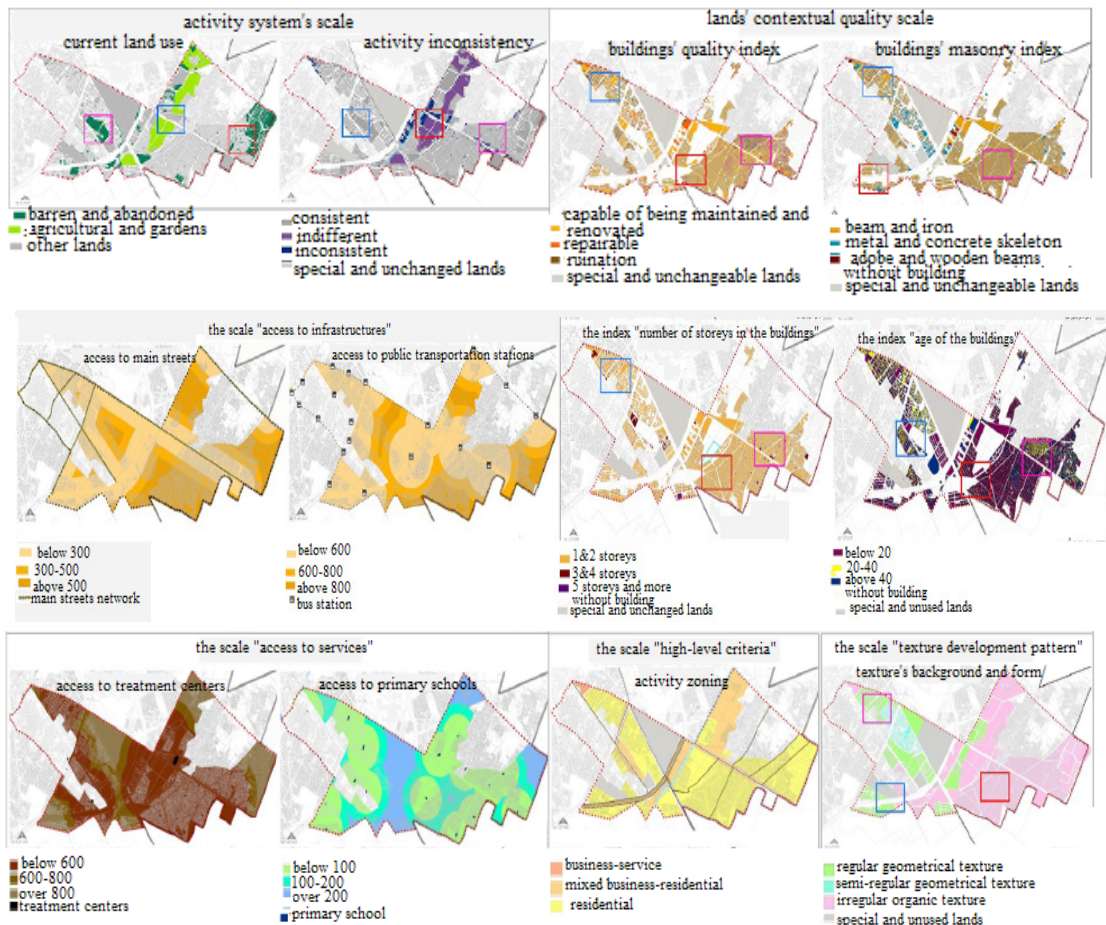 activity system's scale
lands' contextual quality scale
current land use
activity inconsistency
buildings' quality index
buildings' masonry index
barren and abandoned
agricultural and gardens
other lands
consistent
indifferent
inconsistent
special and unchanged lands
capable of being maintained and
renovated
repairable
ruination
special and unchangeable lands
beam and iron
metal and concrete skeleton
adobe and wooden beams
without building
special and unchangeable lands
the scale "access to infrastructures"
access to main streets
access to public transportation stations
the index "number of storeys in the buildings"
the index "age of the buildings"
below 300
300-500
above 500
main streets network
below 600
600-800
above 800
bus station
1&2 storeys
3&4 storeys
5 storeys and more
without building
special and unchanged lands
below 20
20-40
above 40
without building
special and unused lands
the scale "access to services"
the scale "high-level criteria"
the scale "texture development pattern"
access to treatment centers
access to primary schools
activity zoning
texture's background and form
below 600
600-800
over 800
treatment centers
below 100
100-200
over 200
primary school
business-service
mixed business-residential
residential
regular geometrical texture
semi-regular geometrical texture
irregular organic texture
special and unused lands